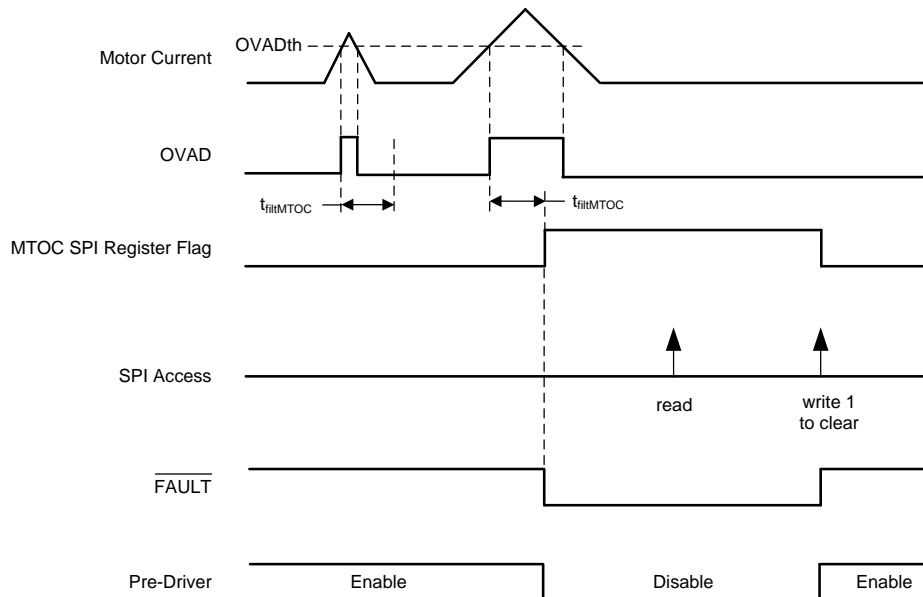 OVADth
Motor Current
OVAD
tfiltMTOC
tfiltMTOC
MTOC SPI Register Flag
SPI Access
read
write 1
to clear
FAULT
Pre-Driver
Enable
Disable
Enable